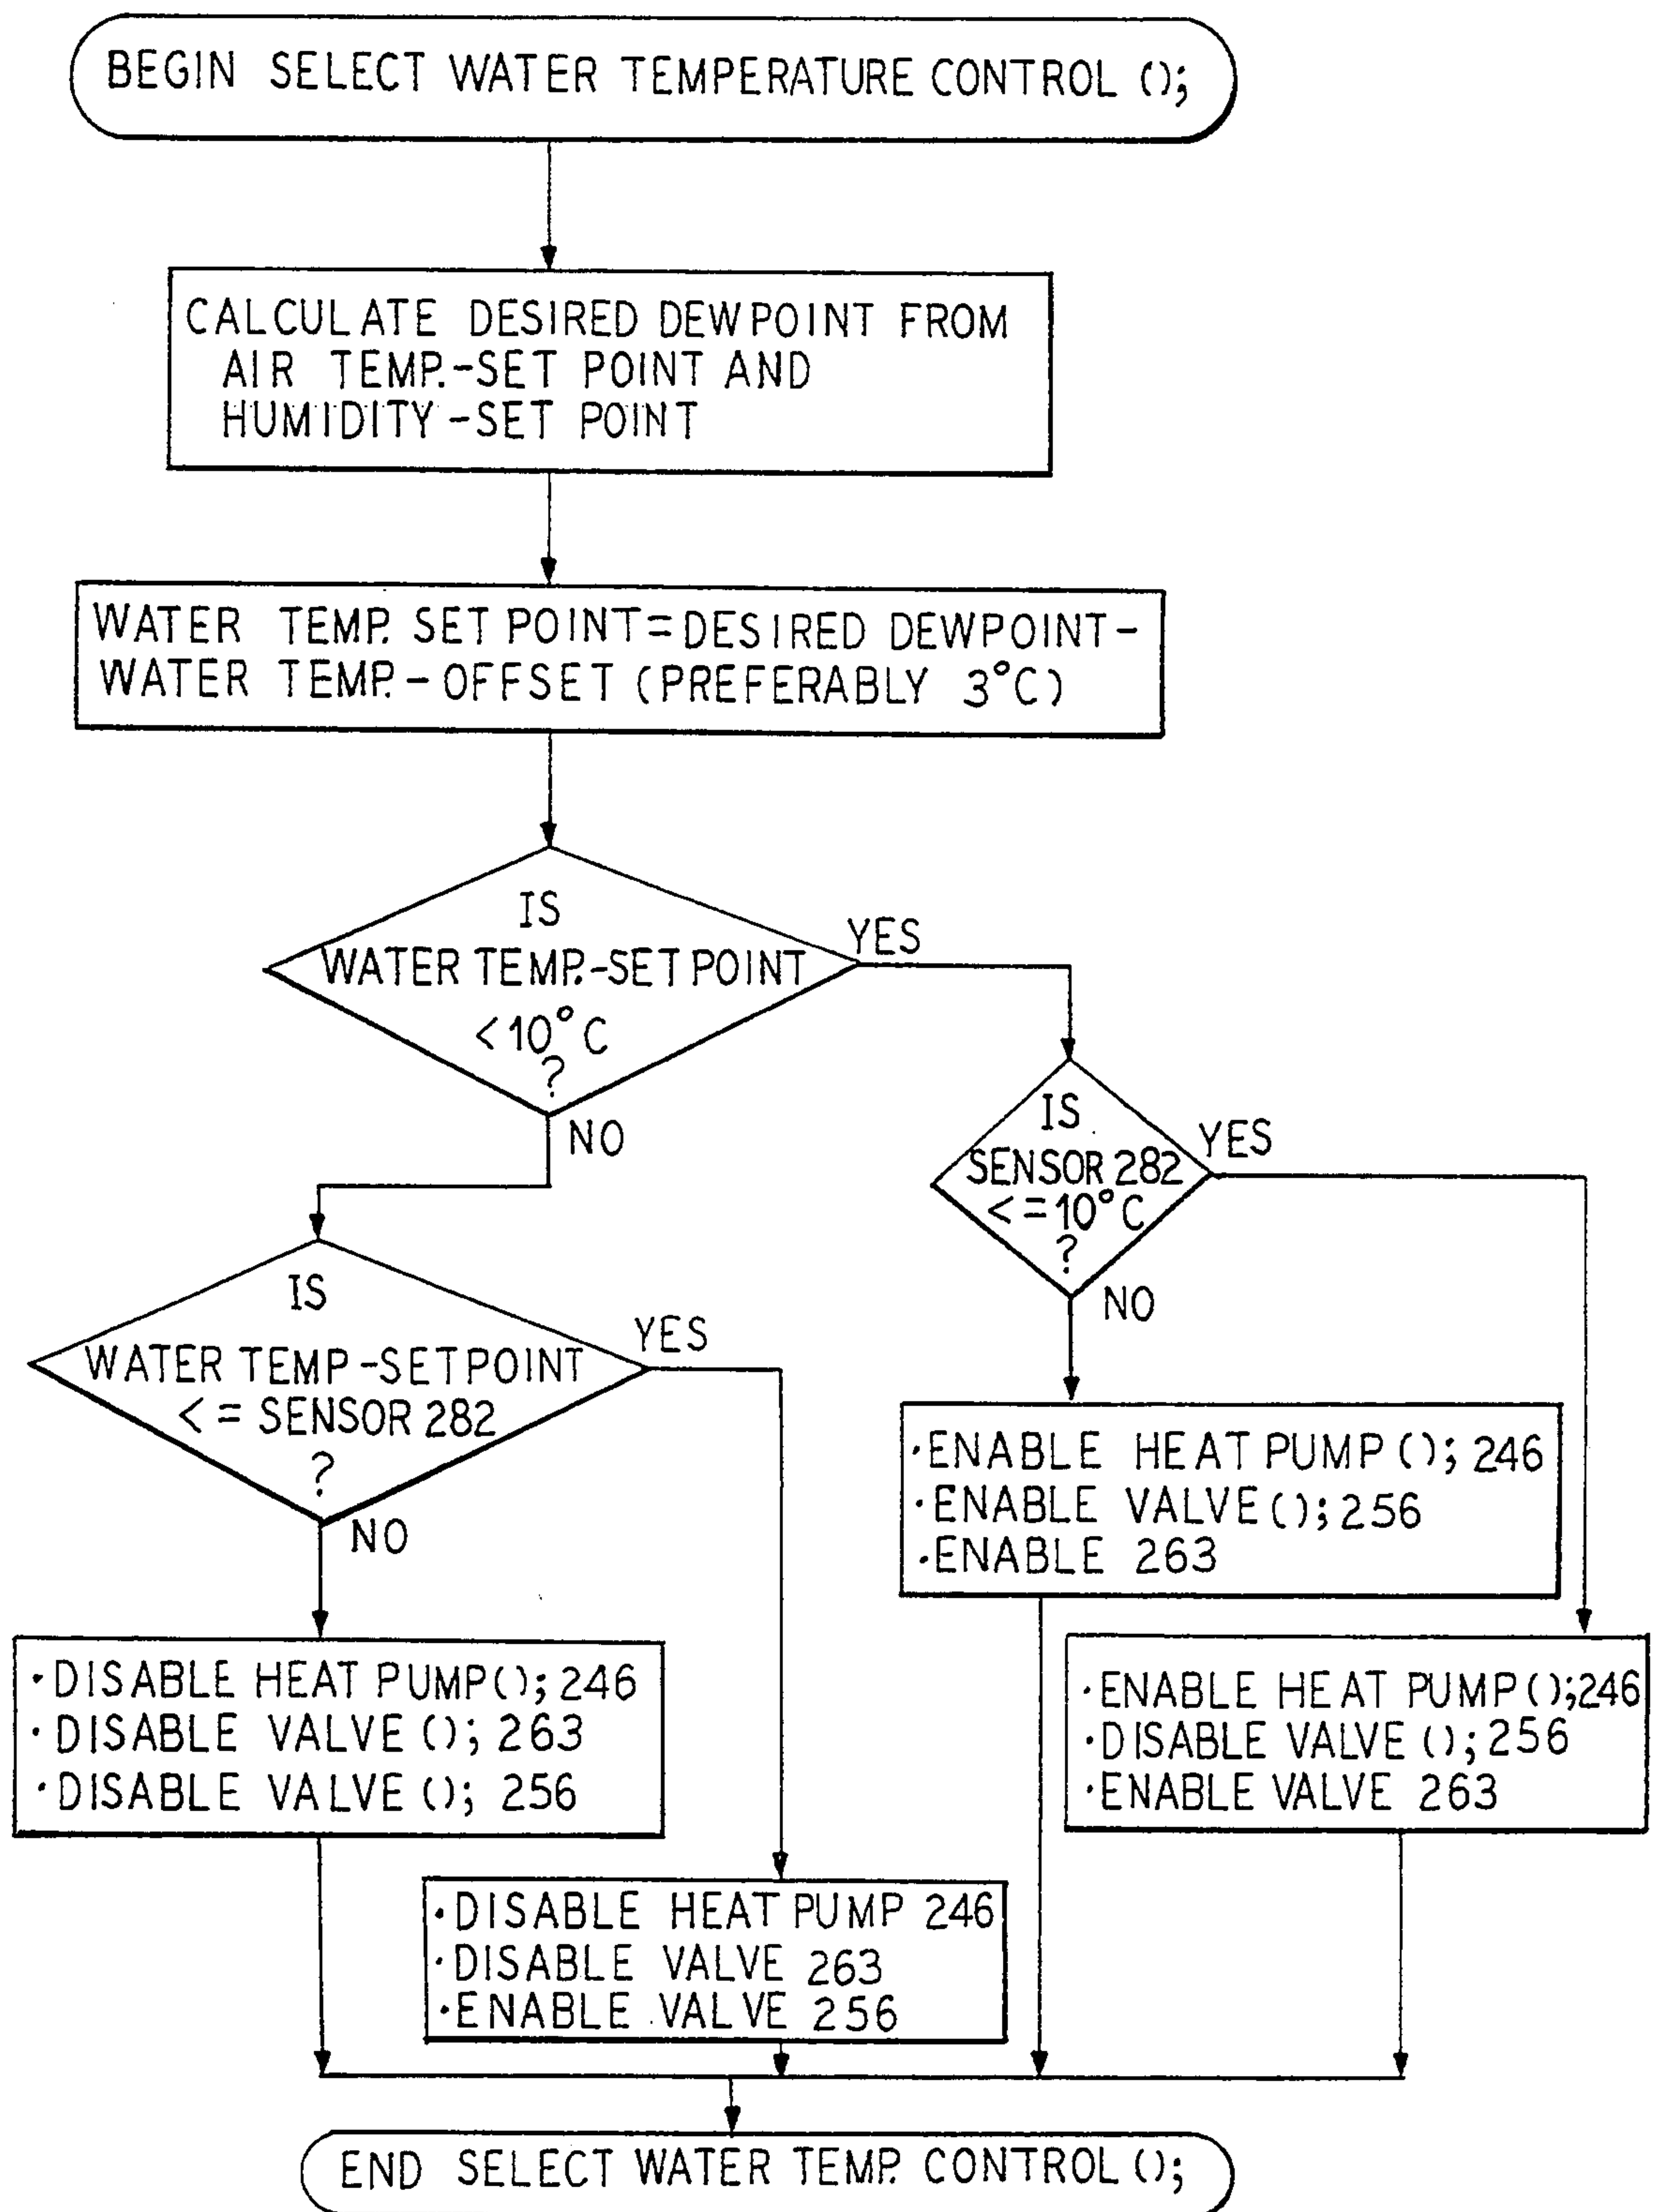 BEGIN SELECT WATER TEMPERATURE CONTROL ();
CALCULATE DESIRED DEWPOINT FROM
AIR TEMP.-SET POINT AND
HUMIDITY-SET POINT
WATER TEMP. SET POINT=DESIRED DEWPOINT-
WATER TEMP.-OFFSET (PREFERABLY 3°C)
IS
WATER TEMP.-SET POINT
<10°C
?
YES
NO
IS
SENSOR 282
<=10°C
?
YES
NO
IS
WATER TEMP-SETPOINT
<= SENSOR 282
?
YES
NO
·ENABLE HEAT PUMP(); 246
·ENABLE VALVE(); 256
·ENABLE 263
·DISABLE HEAT PUMP(); 246
·DISABLE VALVE(); 263
·DISABLE VALVE(); 256
·ENABLE HEAT PUMP();246
·DISABLE VALVE(); 256
·ENABLE VALVE 263
·DISABLE HEAT PUMP 246
·DISABLE VALVE 263
·ENABLE VALVE 256
END SELECT WATER TEMP. CONTROL();